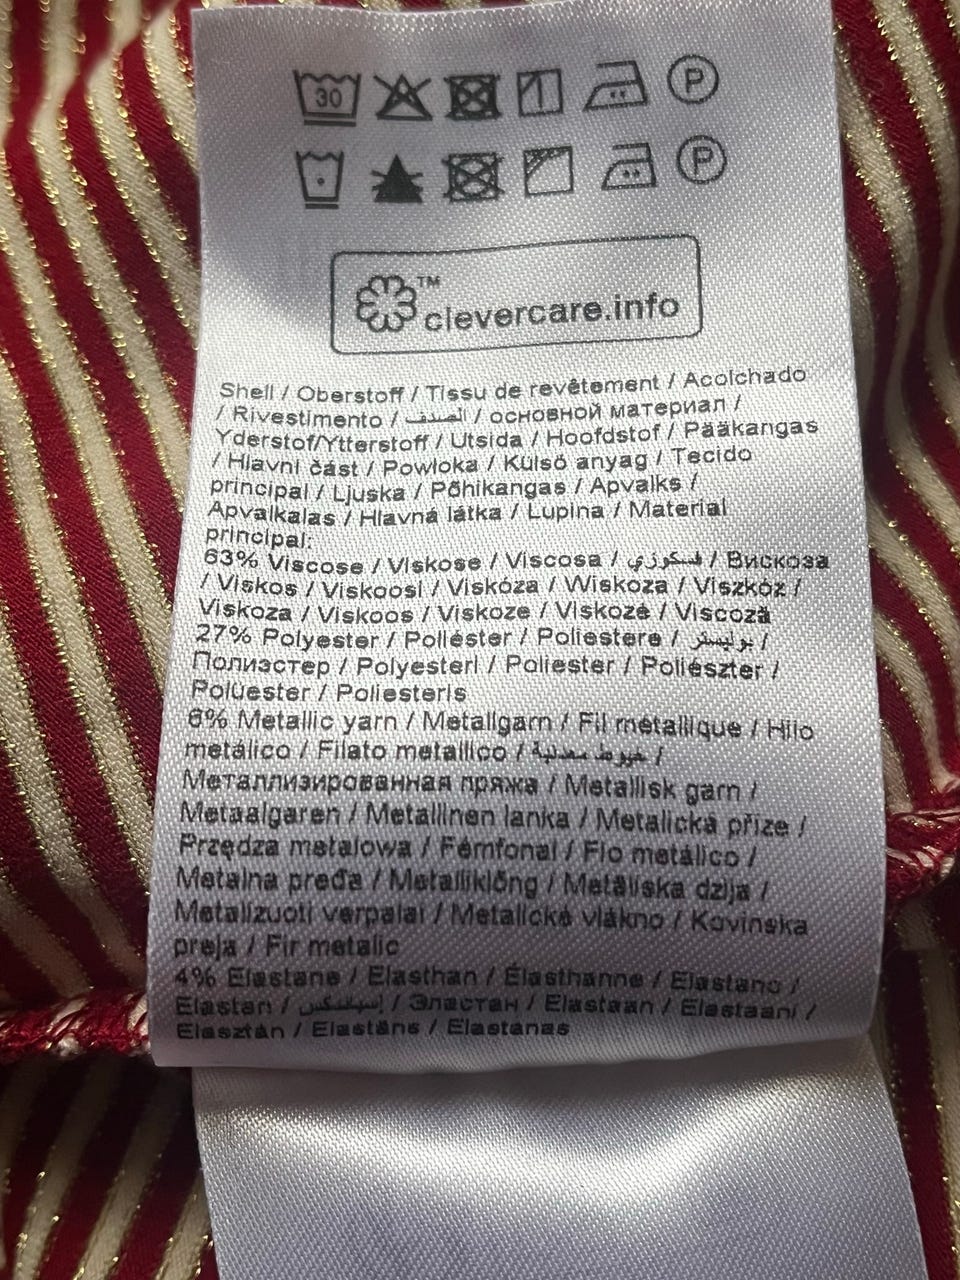 30 P
P
™
clevercare.info
Shell / Oberstoff / Tissu de revêtement / Acolchado
/ Rivestimento / الصدف / основной материал /
Yderstof/Ytterstoff / Utsida / Hoofdstof / Pääkangas
/ Hlavní část / Powłoka / Külső anyag / Tecido
principal / Ljuska / Põhikangas / Apvalks /
Apvalkalas / Hlavná látka / Lupina / Material
principal:
63% Viscose / Viskose / Viscosa / فسكوزي / Вискоза
/ Viskos / Viskoosi / Viskóza / Wiskoza / Viszkóz /
Viskoza / Viskoos / Viskoze / Viskozė / Viscoză
27% Polyester / Poliéster / Poliestere / بوليستر /
Полиэстер / Polyesteri / Poliester / Poliészter /
Polüester / Poliesteris
6% Metallic yarn / Metallgarn / Fil métallique / Hilo
metálico / Filato metallico / خيوط معدنية /
Металлизированная пряжа / Metallisk garn /
Metaalgaren / Metallinen lanka / Metalická příze /
Przędza metalowa / Fémfonal / Fio metálico /
Metalna pređa / Metalliklõng / Metāliska dzija /
Metalizuoti verpalai / Metalické vlákno / Kovinska
preja / Fir metalic
4% Elastane / Elasthan / Élasthanne / Elastano /
Elastan / إسباندكس / Эластан / Elastaan / Elastaani /
Elasztán / Elastāns / Elastanas